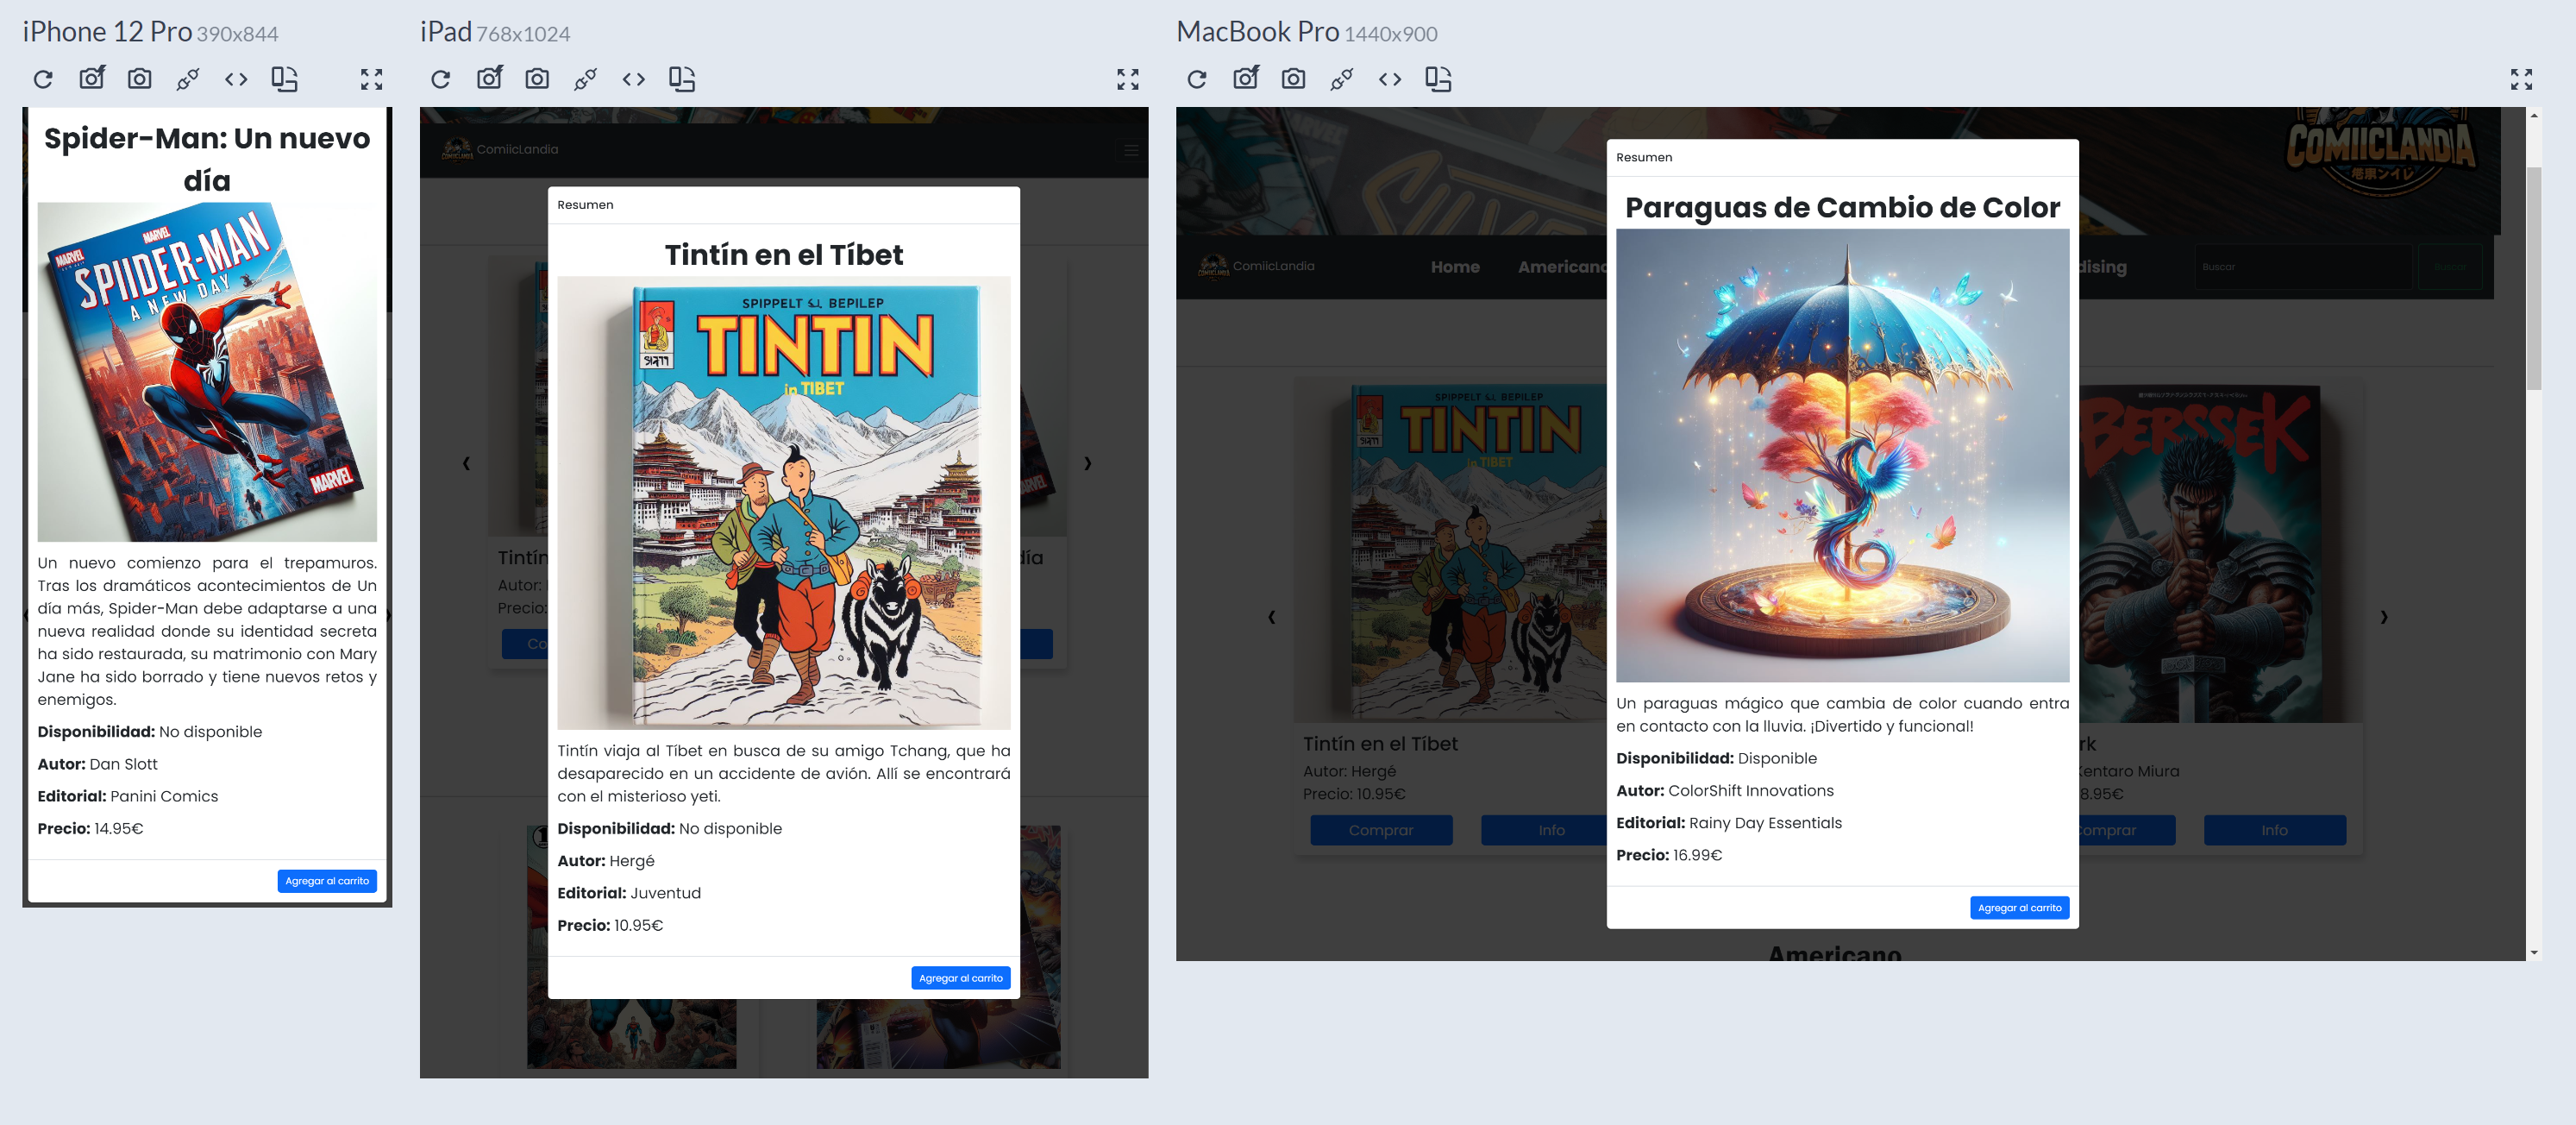 iPhone 12 Pro 390x844
Spider-Man: Un nuevo
día
MARVEL
MARVEL
SPIIDER-MAN
A NEW DAY
MARVEL
Un nuevo comienzo para el trepamuros.
Tras los dramáticos acontecimientos de Un
día más, Spider-Man debe adaptarse a una
nueva realidad donde su identidad secreta
ha sido restaurada, su matrimonio con Mary
Jane ha sido borrado y tiene nuevos retos y
enemigos.
Disponibilidad: No disponible
Autor: Dan Slott
Editorial: Panini Comics
Precio: 14.95€
Agregar al carrito
iPad 768x1024
ComiicLandia
Resumen
Tintín en el Tíbet
TINTIN
in TIBET
Tintín
día
Autor:
Precio:
Co
Tintín viaja al Tíbet en busca de su amigo Tchang, que ha
desaparecido en un accidente de avión. Allí se encontrará
con el misterioso yeti.
Disponibilidad: No disponible
Autor: Hergé
Editorial: Juventud
Precio: 10.95€
Agregar al carrito
MacBook Pro 1440x900
COMIICLANDIA
ComiicLandia
Home
Americano
dising
Buscar
Buscar
Resumen
Paraguas de Cambio de Color
SPIPPELT & BEPILEP
TINTIN
in TIBET
BERSSEK
Tintín en el Tíbet
Autor: Hergé
Precio: 10.95€
Comprar
Info
rk
Kentaro Miura
8.95€
Comprar
Info
Un paraguas mágico que cambia de color cuando entra
en contacto con la lluvia. ¡Divertido y funcional!
Disponibilidad: Disponible
Autor: ColorShift Innovations
Editorial: Rainy Day Essentials
Precio: 16.99€
Agregar al carrito
Americano